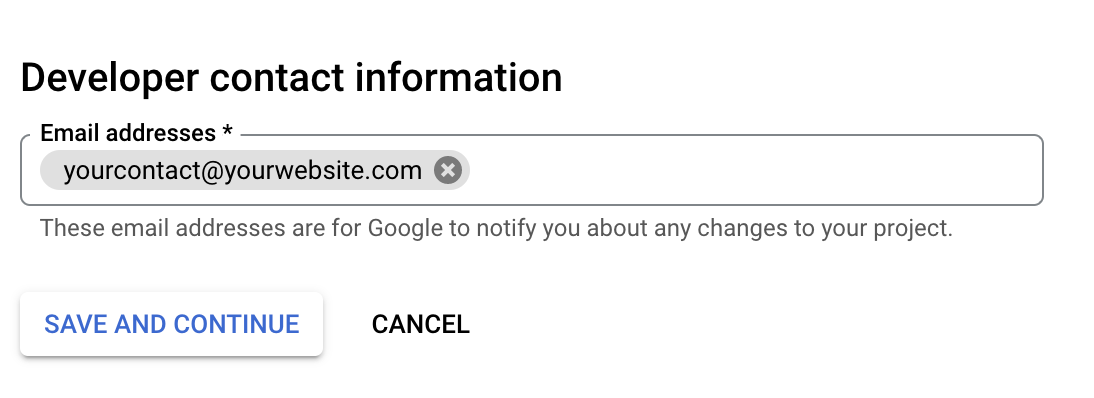 Developer contact information
Email addresses *
yourcontact@yourwebsite.com
These email addresses are for Google to notify you about any changes to your project.
SAVE AND CONTINUE
CANCEL